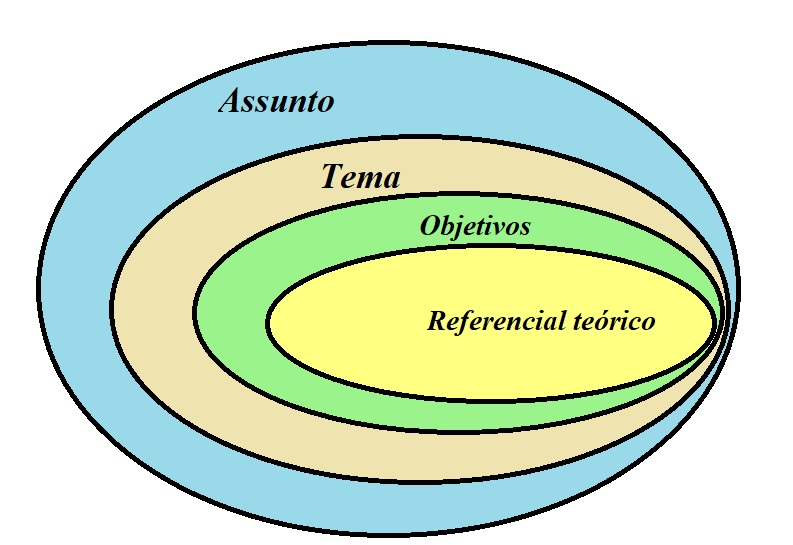 Assunto
Tema
Objetivos
Referencial teórico